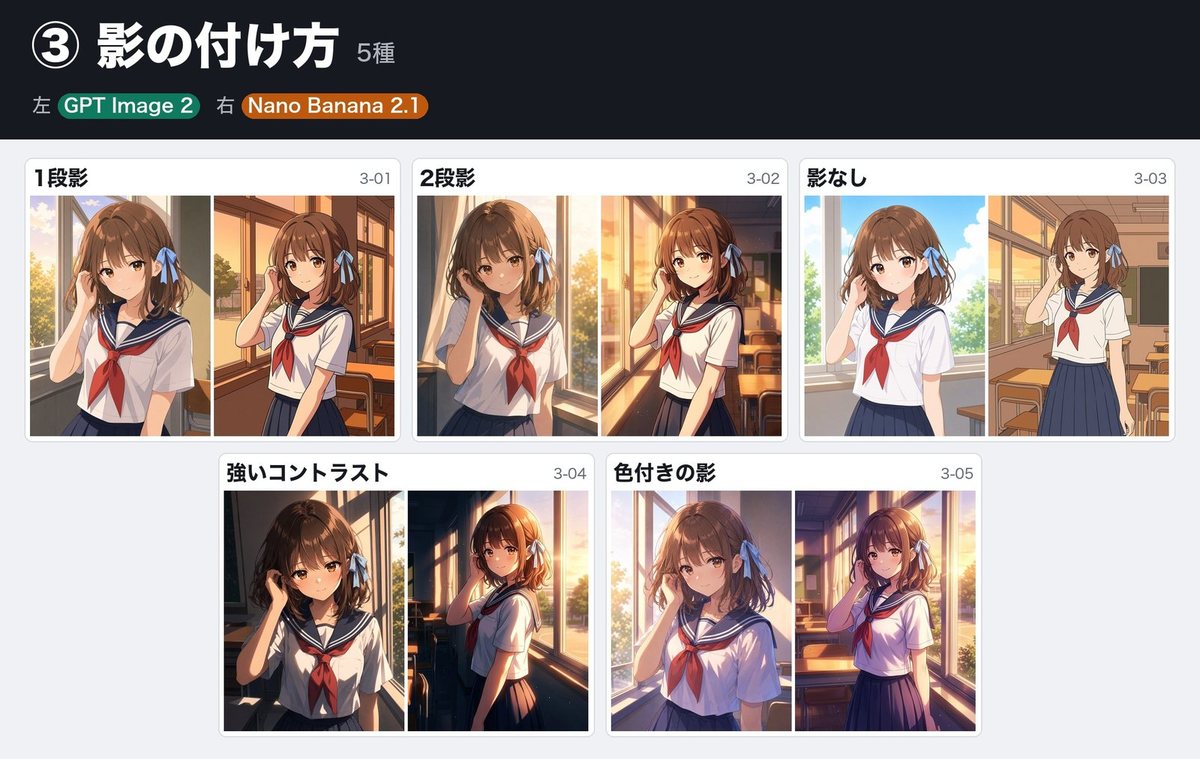 ③ 影の付け方 5種
左 GPT Image 2 右 Nano Banana 2.1
1段影 3-01
2段影 3-02
影なし 3-03
強いコントラスト 3-04
色付きの影 3-05